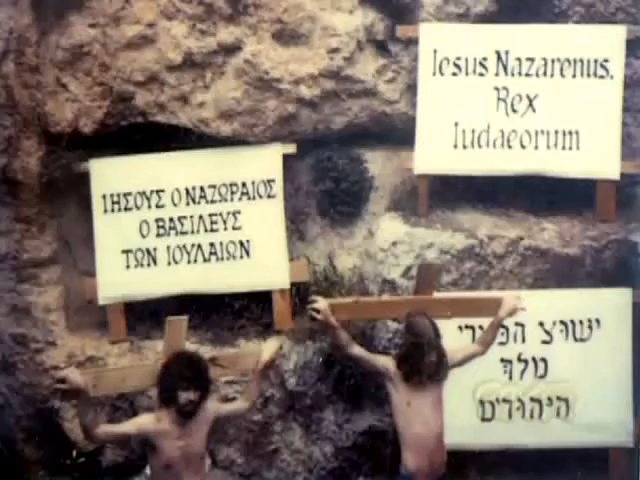 Iesus Nazarenus,
Rex
Iudaeorum
ΙΗΣΟΥΣ Ο ΝΑΖΩΡΑΙΟΣ
Ο ΒΑΣΙΛΕΥΣ
ΤΩΝ ΙΟΥΛΑΙΩΝ
ישוע
מלך
היהודים